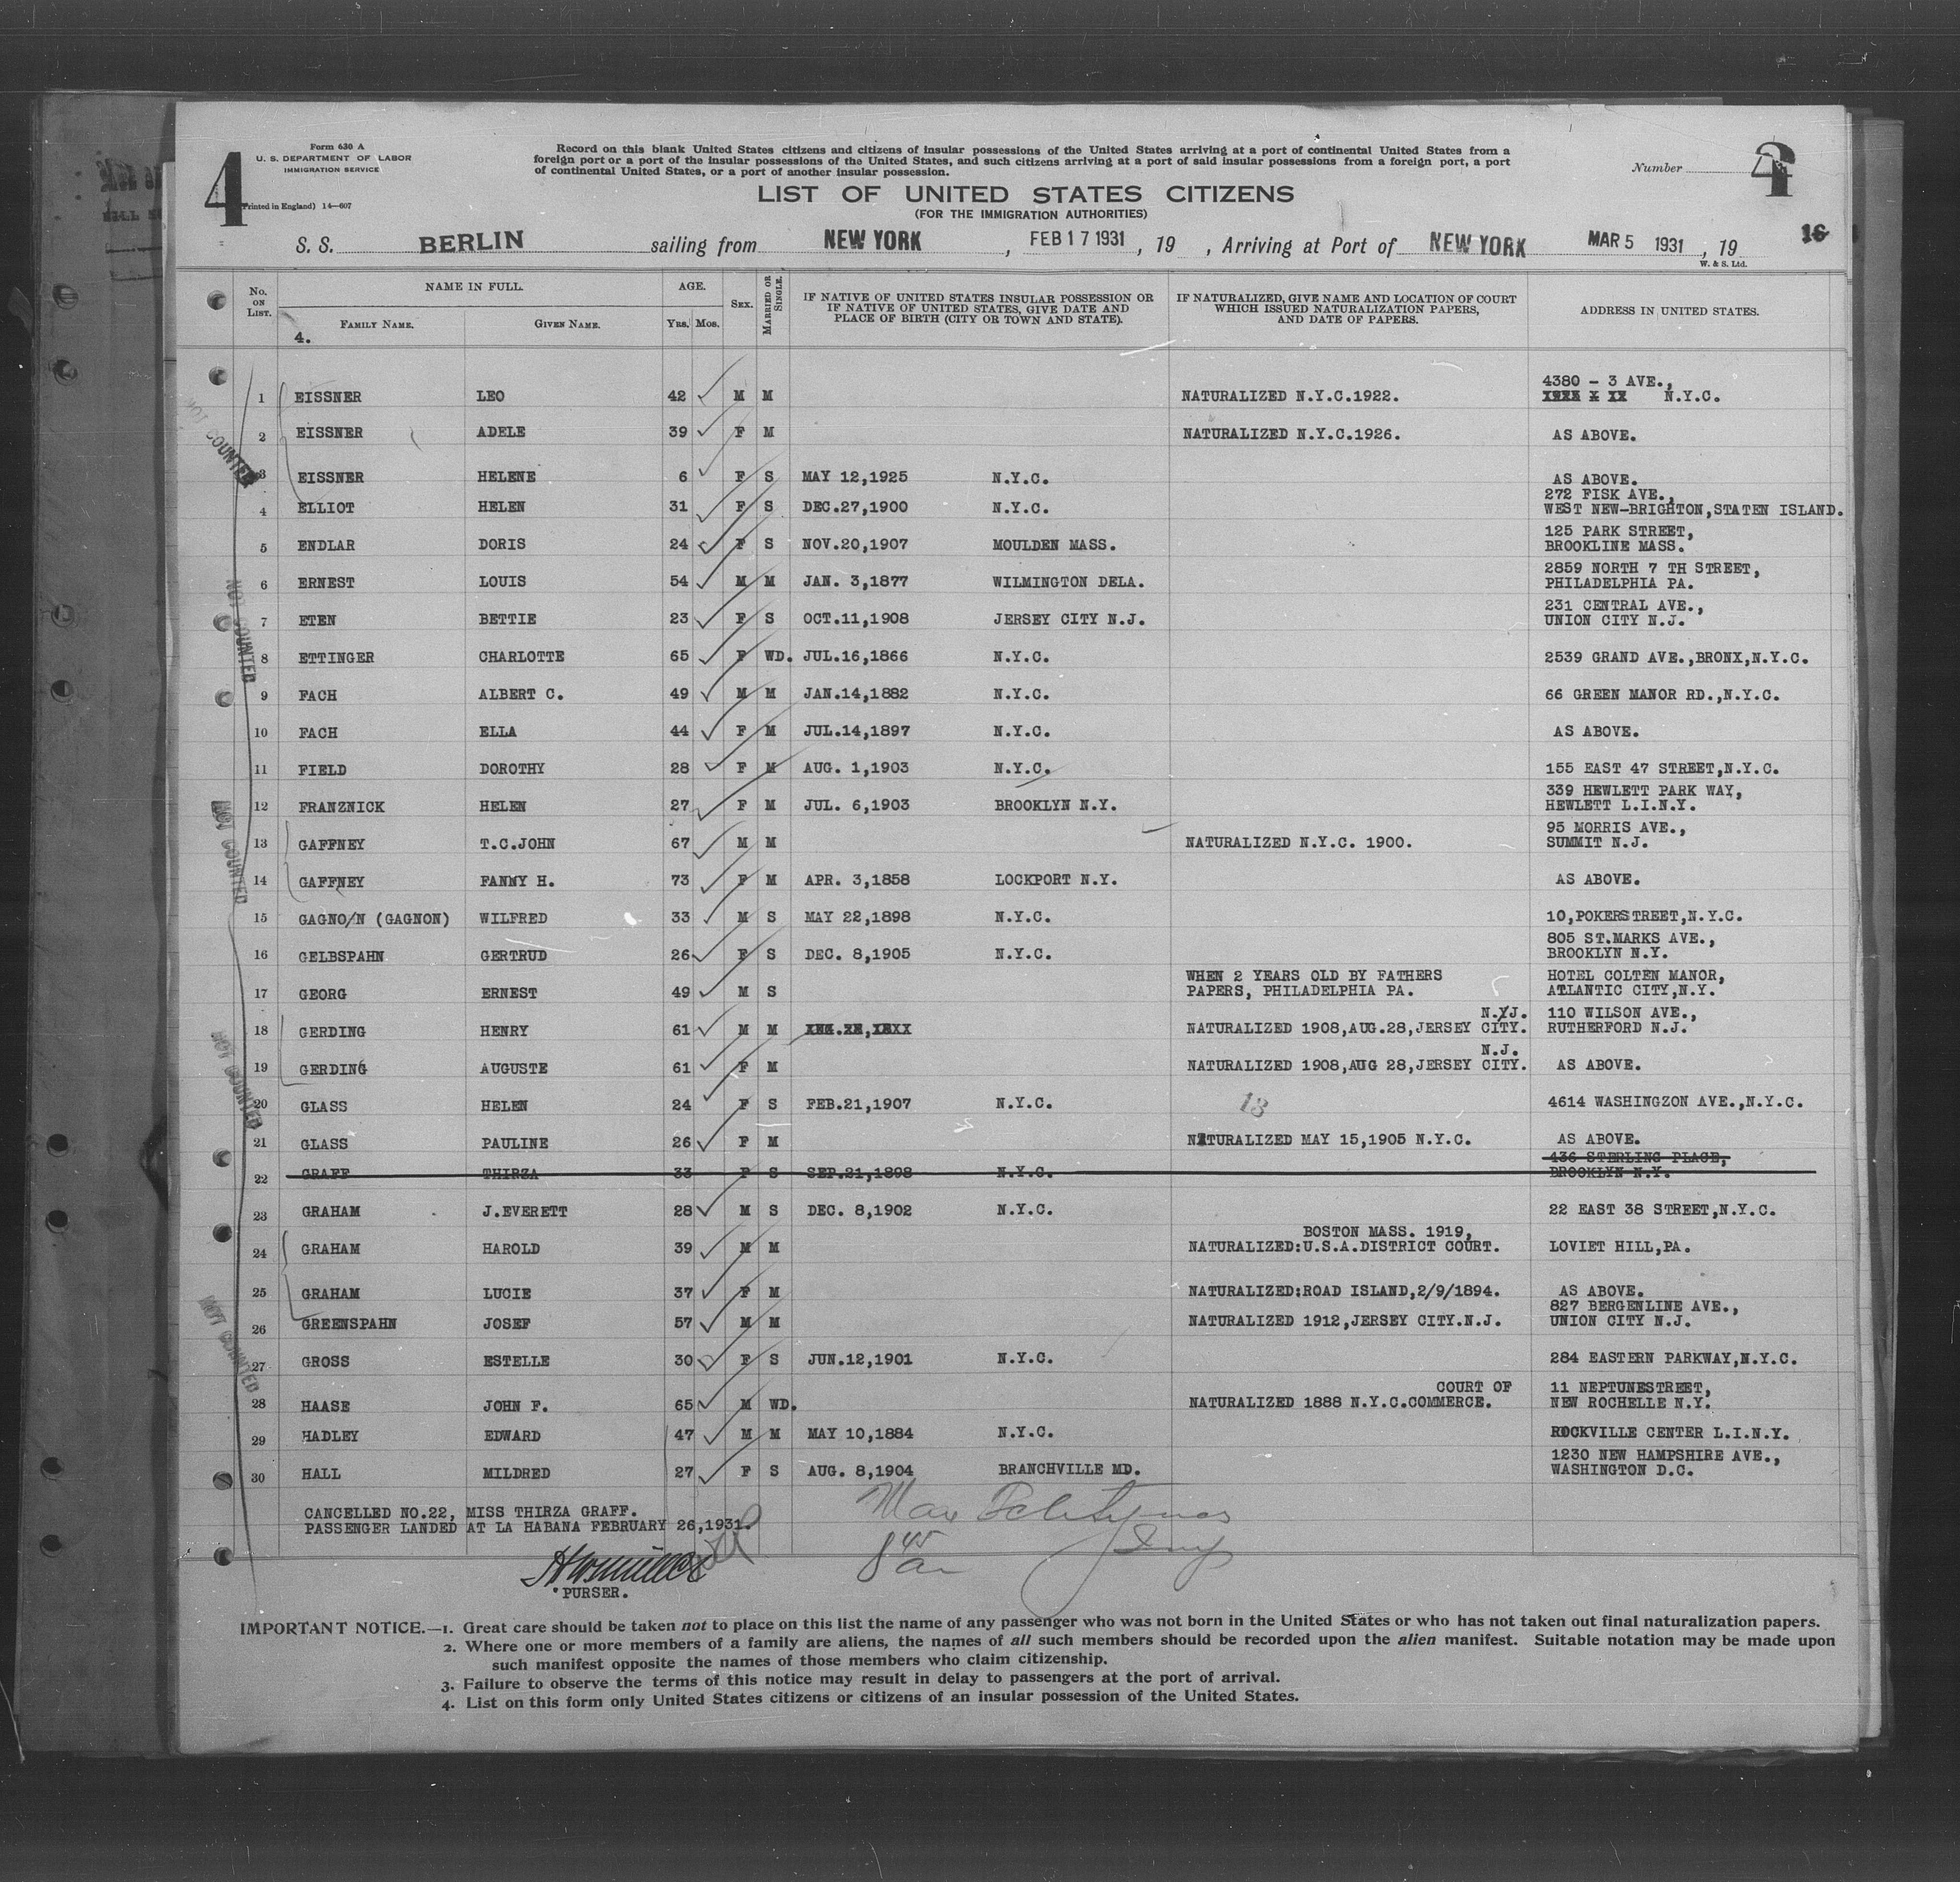 4
Form 630 A
U. S. DEPARTMENT OF LABOR
IMMIGRATION SERVICE
Printed in England) 14—607
Record on this blank United States citizens and citizens of insular possessions of the United States arriving at a port of continental United States from a
foreign port or a port of the insular possessions of the United States, and such citizens arriving at a port of said insular possessions from a foreign port, a port
of continental United States, or a port of another insular possession.
Number 4
LIST OF UNITED STATES CITIZENS
(FOR THE IMMIGRATION AUTHORITIES)
16
S. S. BERLIN sailing from NEW YORK, FEB 17 1931, 19 , Arriving at Port of NEW YORK MAR 5 1931, 19
W. & S. Ltd.
No. ON LIST. NAME IN FULL. AGE. SEX. MARRIED OR SINGLE. IF NATIVE OF UNITED STATES INSULAR POSSESSION OR IF NATIVE OF UNITED STATES, GIVE DATE AND PLACE OF BIRTH (CITY OR TOWN AND STATE). IF NATURALIZED, GIVE NAME AND LOCATION OF COURT WHICH ISSUED NATURALIZATION PAPERS, AND DATE OF PAPERS. ADDRESS IN UNITED STATES.
4. FAMILY NAME. GIVEN NAME. Yrs. Mos.
4380 - 3 AVE.,
1 EISSNER LEO 42 M M NATURALIZED N.Y.C.1922. N.Y.C.
2 EISSNER ADELE 39 F M NATURALIZED N.Y.C.1926. AS ABOVE.
3 EISSNER HELENE 6 F S MAY 12,1925 N.Y.C. AS ABOVE.
272 FISK AVE.,
4 ELLIOT HELEN 31 F S DEC.27,1900 N.Y.C. WEST NEW-BRIGHTON,STATEN ISLAND.
125 PARK STREET,
5 ENDLAR DORIS 24 F S NOV.20,1907 MOULDEN MASS. BROOKLINE MASS.
2859 NORTH 7 TH STREET,
6 ERNEST LOUIS 54 M M JAN. 3,1877 WILMINGTON DELA. PHILADELPHIA PA.
231 CENTRAL AVE.,
7 ETEN BETTIE 23 F S OCT.11,1908 JERSEY CITY N.J. UNION CITY N.J.
8 ETTINGER CHARLOTTE 65 F WD. JUL.16,1866 N.Y.C. 2539 GRAND AVE.,BRONX,N.Y.C.
9 FACH ALBERT C. 49 M M JAN.14,1882 N.Y.C. 66 GREEN MANOR RD.,N.Y.C.
10 FACH ELLA 44 F M JUL.14,1897 N.Y.C. AS ABOVE.
11 FIELD DOROTHY 28 F M AUG. 1,1903 N.Y.C. 155 EAST 47 STREET,N.Y.C.
339 HEWLETT PARK WAY,
12 FRANZNICK HELEN 27 F M JUL. 6,1903 BROOKLYN N.Y. HEWLETT L.I.N.Y.
95 MORRIS AVE.,
13 GAFFNEY T.C.JOHN 67 M M NATURALIZED N.Y.C. 1900. SUMMIT N.J.
14 GAFFNEY FANNY H. 73 F M APR. 3,1858 LOCKPORT N.Y. AS ABOVE.
15 GAGNO/N (GAGNON) WILFRED 33 M S MAY 22,1898 N.Y.C. 10,POKERSTREET,N.Y.C.
805 ST.MARKS AVE.,
16 GELBSPAHN GERTRUD 26 F S DEC. 8,1905 N.Y.C. BROOKLYN N.Y.
WHEN 2 YEARS OLD BY FATHERS HOTEL COLTEN MANOR,
17 GEORG ERNEST 49 M S PAPERS, PHILADELPHIA PA. ATLANTIC CITY,N.Y.
N.YJ. 110 WILSON AVE.,
18 GERDING HENRY 61 M M NATURALIZED 1908,AUG.28,JERSEY CITY. RUTHERFORD N.J.
N.J.
19 GERDING AUGUSTE 61 F M NATURALIZED 1908,AUG 28,JERSEY CITY. AS ABOVE.
20 GLASS HELEN 24 F S FEB.21,1907 N.Y.C. 13 4614 WASHINGZON AVE.,N.Y.C.
21 GLASS PAULINE 26 F M NATURALIZED MAY 15,1905 N.Y.C. AS ABOVE.
436 STERLING PLACE,
22 GRAFF THIRZA 33 F S SEP.21,1898 N.Y.C. BROOKLYN N.Y.
23 GRAHAM J.EVERETT 28 M S DEC. 8,1902 N.Y.C. 22 EAST 38 STREET,N.Y.C.
BOSTON MASS. 1919,
24 GRAHAM HAROLD 39 M M NATURALIZED:U.S.A.DISTRICT COURT. LOVIET HILL,PA.
25 GRAHAM LUCIE 37 F M NATURALIZED:ROAD ISLAND,2/9/1894. AS ABOVE.
827 BERGENLINE AVE.,
26 GREENSPAHN JOSEF 57 M M NATURALIZED 1912,JERSEY CITY.N.J. UNION CITY N.J.
27 GROSS ESTELLE 30 F S JUN.12,1901 N.Y.C. 284 EASTERN PARKWAY,N.Y.C.
COURT OF 11 NEPTUNESTREET,
28 HAASE JOHN F. 65 M WD. NATURALIZED 1888 N.Y.C.COMMERCE. NEW ROCHELLE N.Y.
29 HADLEY EDWARD 47 M M MAY 10,1884 N.Y.C. ROCKVILLE CENTER L.I.N.Y.
1230 NEW HAMPSHIRE AVE.,
30 HALL MILDRED 27 F S AUG. 8,1904 BRANCHVILLE MD. WASHINGTON D.C.
NOT COUNTED
NOT COUNTED
NOT COUNTED
NOT COUNTED
NOT COUNTED
CANCELLED NO.22, MISS THIRZA GRAFF.
PASSENGER LANDED AT LA HABANA FEBRUARY 26,1931.
Max
Insp
8 45 am
PURSER.
IMPORTANT NOTICE.—1. Great care should be taken not to place on this list the name of any passenger who was not born in the United States or who has not taken out final naturalization papers.
2. Where one or more members of a family are aliens, the names of all such members should be recorded upon the alien manifest. Suitable notation may be made upon
such manifest opposite the names of those members who claim citizenship.
3. Failure to observe the terms of this notice may result in delay to passengers at the port of arrival.
4. List on this form only United States citizens or citizens of an insular possession of the United States.